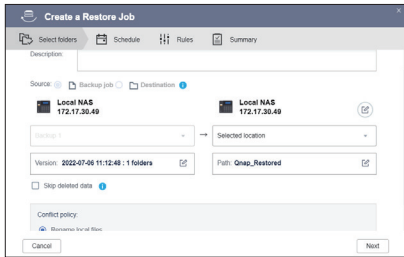 Create a Restore Job
Select folders Schedule Rules Summary
Description:
Source: Backup job Destination
Local NAS Local NAS
172.17.30.49 172.17.30.49
Backup 1 → Selected location
Version: 2022-07-06 11:12:48 : 1 folders Path: Qnap_Restored
Skip deleted data
Conflict policy:
Rename local files
Cancel Next